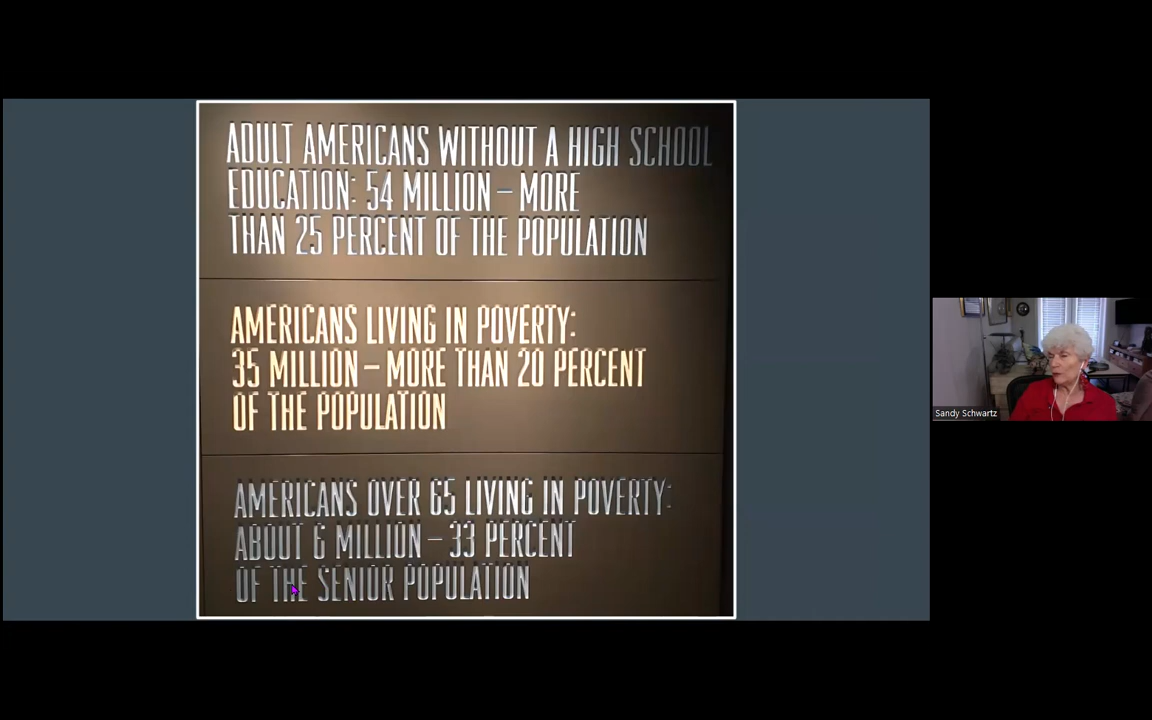 ADULT AMERICANS WITHOUT A HIGH SCHOOL
EDUCATION: 54 MILLION – MORE
THAN 25 PERCENT OF THE POPULATION
AMERICANS LIVING IN POVERTY:
35 MILLION – MORE THAN 20 PERCENT
OF THE POPULATION
AMERICANS OVER 65 LIVING IN POVERTY:
ABOUT 6 MILLION – 33 PERCENT
OF THE SENIOR POPULATION
Sandy Schwartz